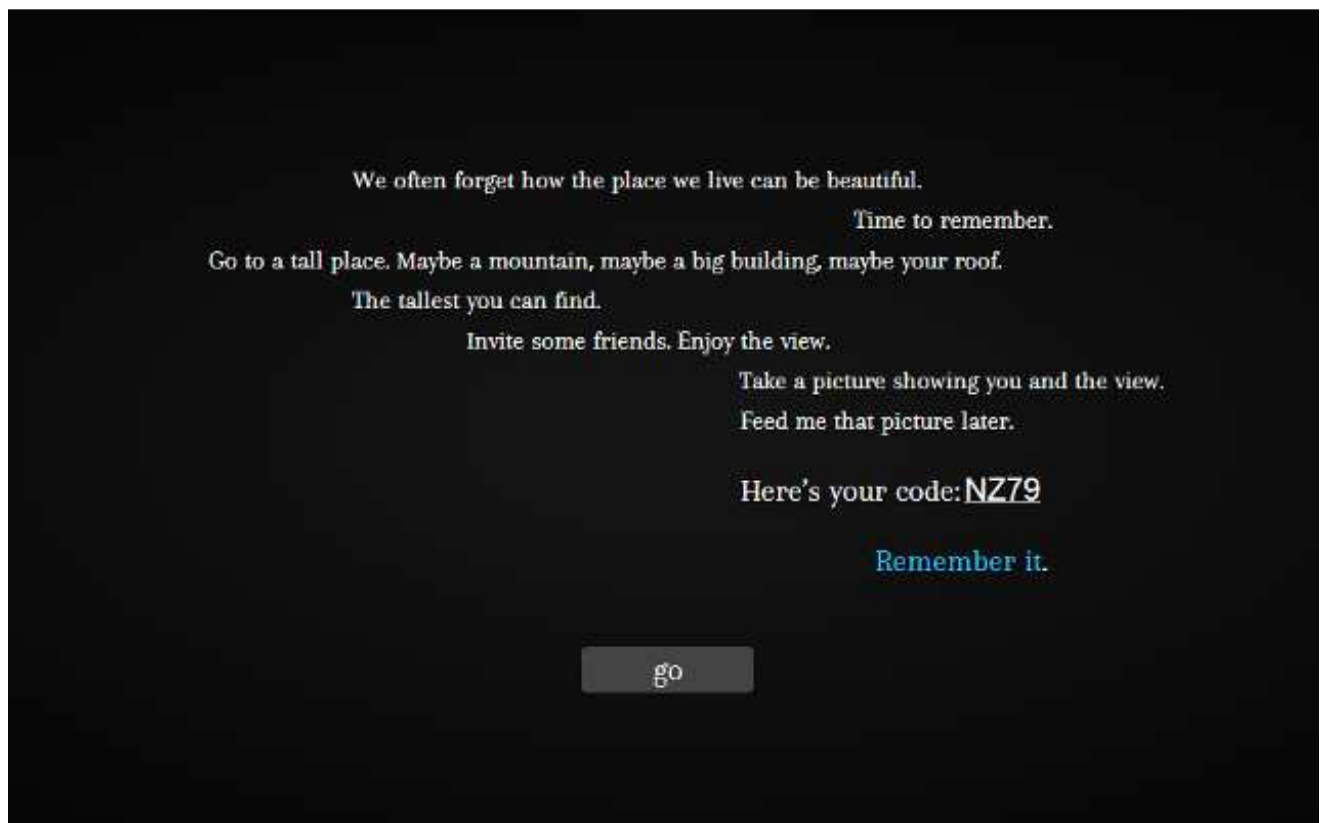 We often forget how the place we live can be beautiful.
Time to remember.
Go to a tall place. Maybe a mountain, maybe a big building, maybe your roof.
The tallest you can find.
Invite some friends. Enjoy the view.
Take a picture showing you and the view.
Feed me that picture later.
Here's your code: NZ79
Remember it.
go